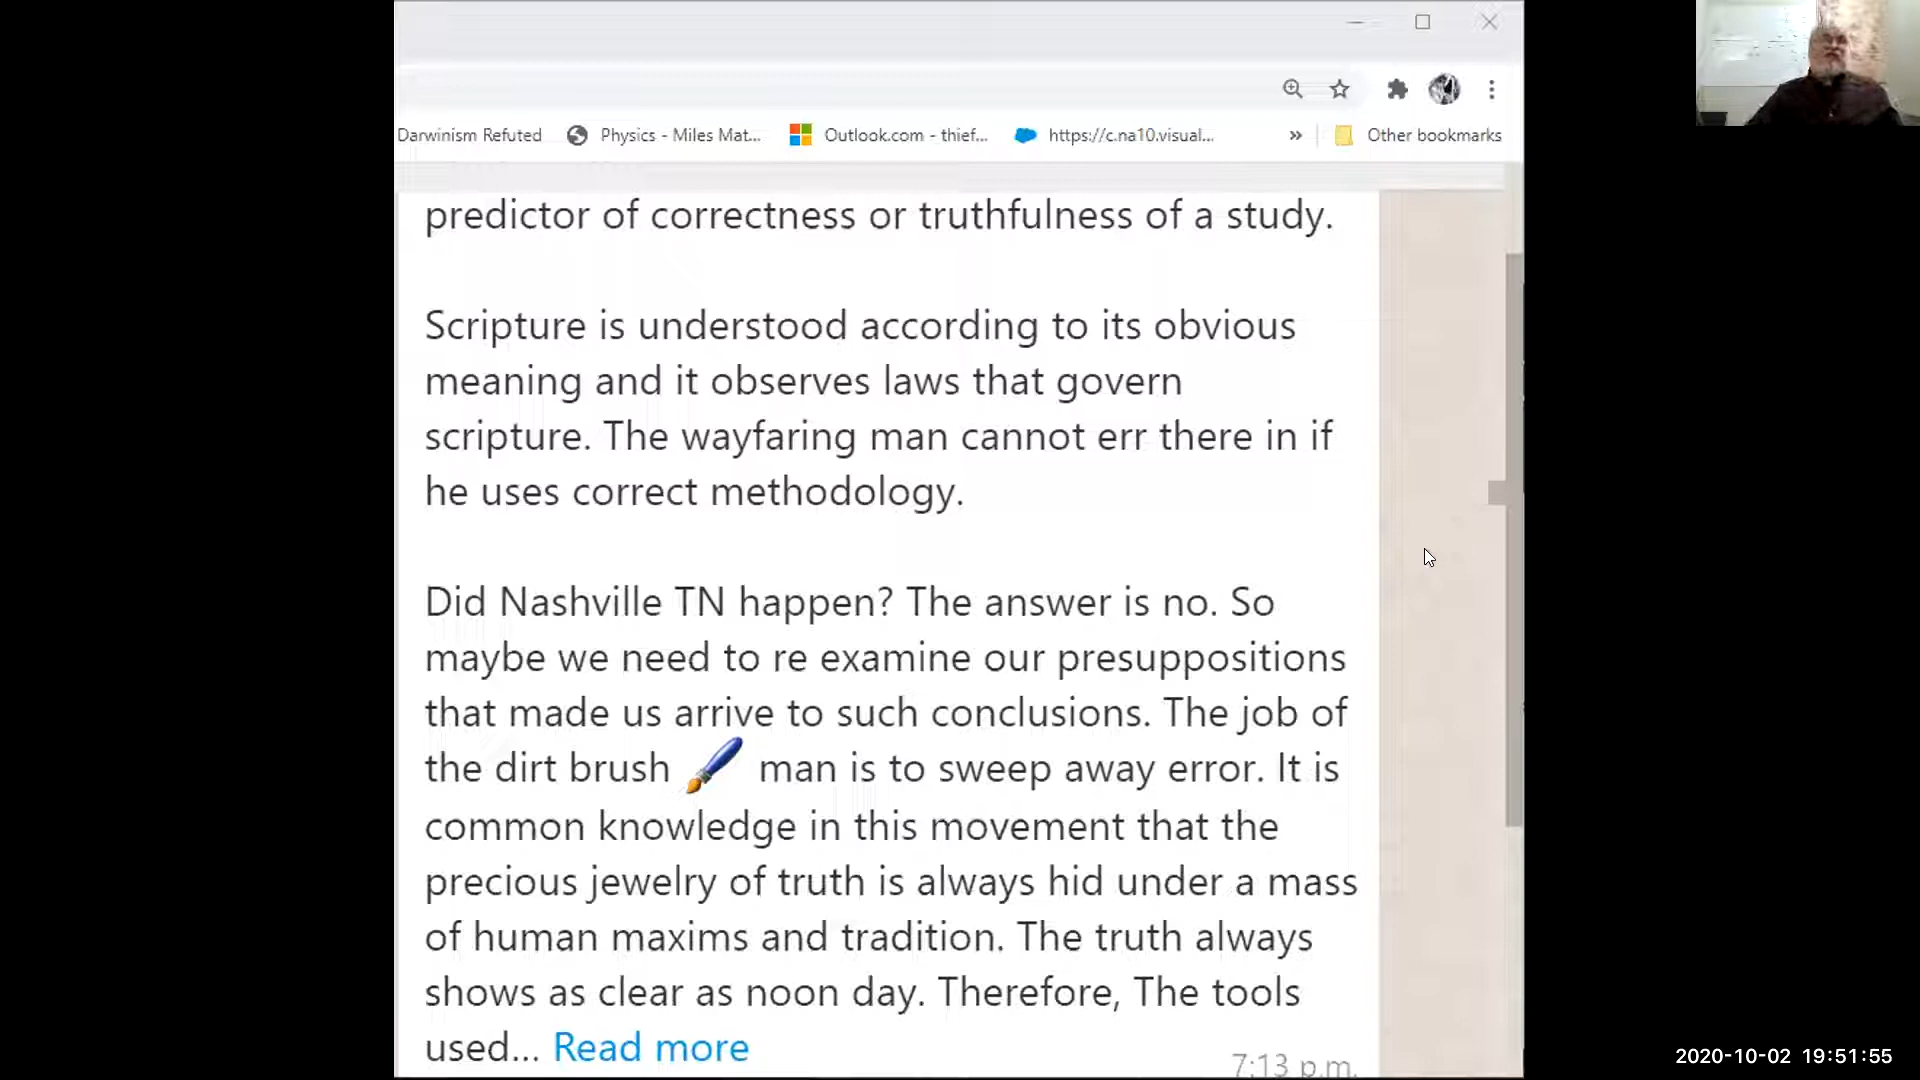 Darwinism Refuted Physics - Miles Mat... Outlook.com - thief... https://c.na10.visual... » Other bookmarks
predictor of correctness or truthfulness of a study.
Scripture is understood according to its obvious
meaning and it observes laws that govern
scripture. The wayfaring man cannot err there in if
he uses correct methodology.
Did Nashville TN happen? The answer is no. So
maybe we need to re examine our presuppositions
that made us arrive to such conclusions. The job of
the dirt brush 🖌️ man is to sweep away error. It is
common knowledge in this movement that the
precious jewelry of truth is always hid under a mass
of human maxims and tradition. The truth always
shows as clear as noon day. Therefore, The tools
used... Read more
7:13 p.m.
2020-10-02 19:51:55